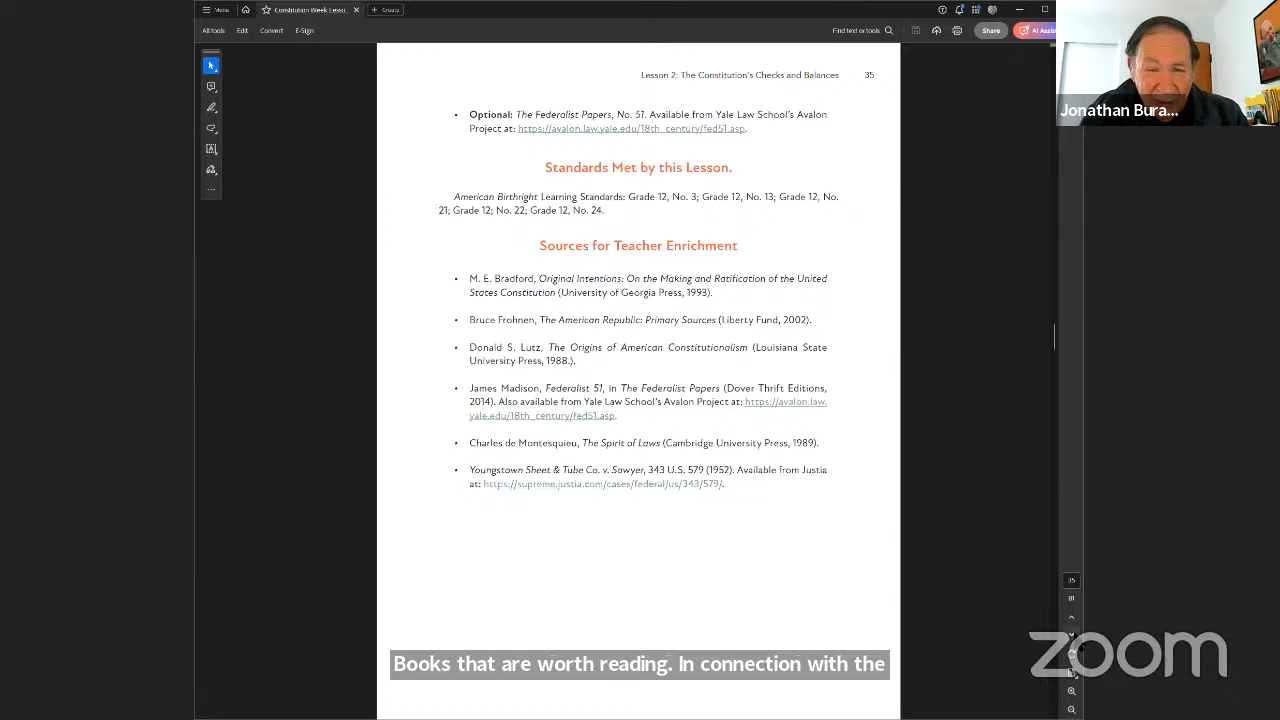 Menu
Constitution Week Lesso...
Create
All tools
Edit
Convert
E-Sign
Find text or tools
Share
AI Assis
Lesson 2: The Constitution's Checks and Balances 35
• Optional: The Federalist Papers, No. 51. Available from Yale Law School's Avalon
Project at: https://avalon.law.yale.edu/18th_century/fed51.asp.
Standards Met by this Lesson.
American Birthright Learning Standards: Grade 12, No. 3; Grade 12, No. 13; Grade 12, No.
21; Grade 12; No. 22; Grade 12, No. 24.
Sources for Teacher Enrichment
• M. E. Bradford, Original Intentions: On the Making and Ratification of the United
States Constitution (University of Georgia Press, 1993).
• Bruce Frohnen, The American Republic: Primary Sources (Liberty Fund, 2002).
• Donald S. Lutz, The Origins of American Constitutionalism (Louisiana State
University Press, 1988.).
• James Madison, Federalist 51, in The Federalist Papers (Dover Thrift Editions,
2014). Also available from Yale Law School's Avalon Project at: https://avalon.law.
yale.edu/18th_century/fed51.asp.
• Charles de Montesquieu, The Spirit of Laws (Cambridge University Press, 1989).
• Youngstown Sheet & Tube Co. v. Sawyer, 343 U.S. 579 (1952). Available from Justia
at: https://supreme.justia.com/cases/federal/us/343/579/.
Books that are worth reading. In connection with the
Jonathan Bura...
35
81
zoom